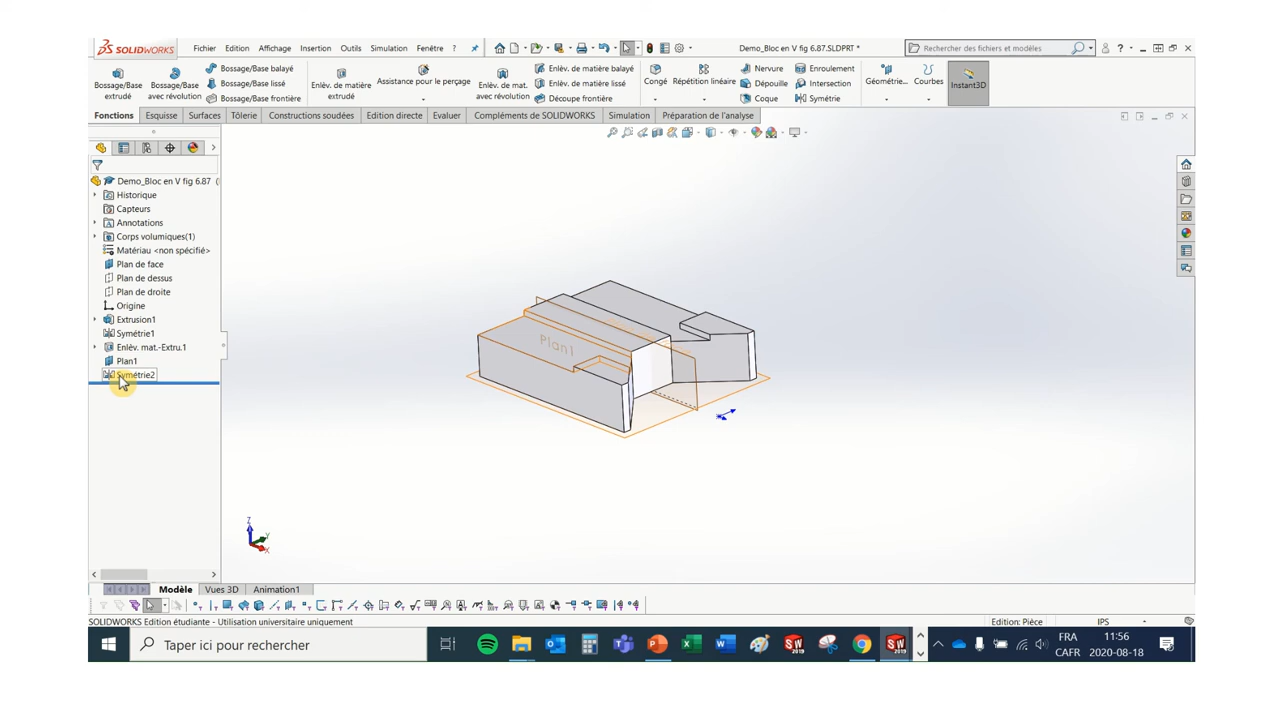 SOLIDWORKS
Fichier Edition Affichage Insertion Outils Simulation Fenêtre ?
Demo_Bloc en V fig 6.87.SLDPRT *
Rechercher des fichiers et modèles
Bossage/Base extrudé
Bossage/Base avec révolution
Bossage/Base balayé
Bossage/Base lissé
Bossage/Base frontière
Enlèv. de matière extrudé
Assistance pour le perçage
Enlèv. de mat. avec révolution
Enlèv. de matière balayé
Enlèv. de matière lissé
Découpe frontière
Congé
Répétition linéaire
Nervure
Dépouille
Coque
Enroulement
Intersection
Symétrie
Géométrie...
Courbes
Instant3D
Fonctions Esquisse Surfaces Tôlerie Constructions soudées Edition directe Evaluer Compléments de SOLIDWORKS Simulation Préparation de l'analyse
Demo_Bloc en V fig 6.87 (
Historique
Capteurs
Annotations
Corps volumiques(1)
Matériau <non spécifié>
Plan de face
Plan de dessus
Plan de droite
Origine
Extrusion1
Symétrie1
Enlèv. mat.-Extru.1
Plan1
Symétrie2
Plan1
Z
Y
X
Modèle Vues 3D Animation1
SOLIDWORKS Edition étudiante - Utilisation universitaire uniquement
Edition: Pièce
IPS
Taper ici pour rechercher
FRA
CAFR
11:56
2020-08-18